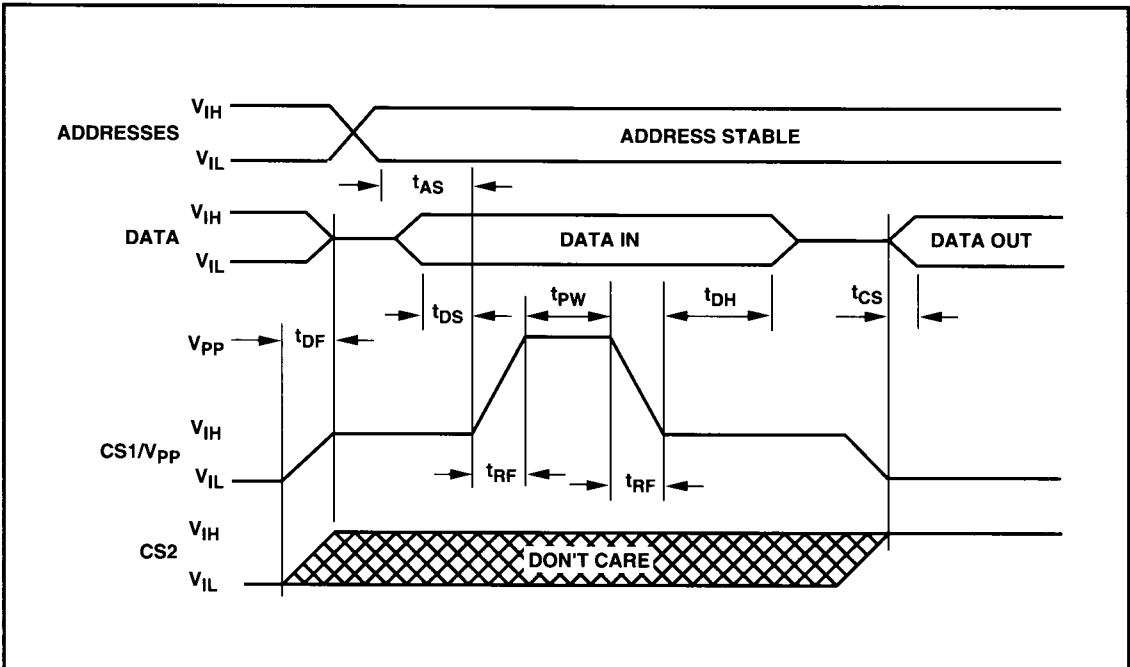 ADDRESSES
VIH
VIL
ADDRESS STABLE
tAS
DATA
VIH
VIL
DATA IN
DATA OUT
tDS
tPW
tDH
tCS
tDF
VPP
CS1/VPP
VIH
VIL
tRF
tRF
CS2
VIH
VIL
DON'T CARE